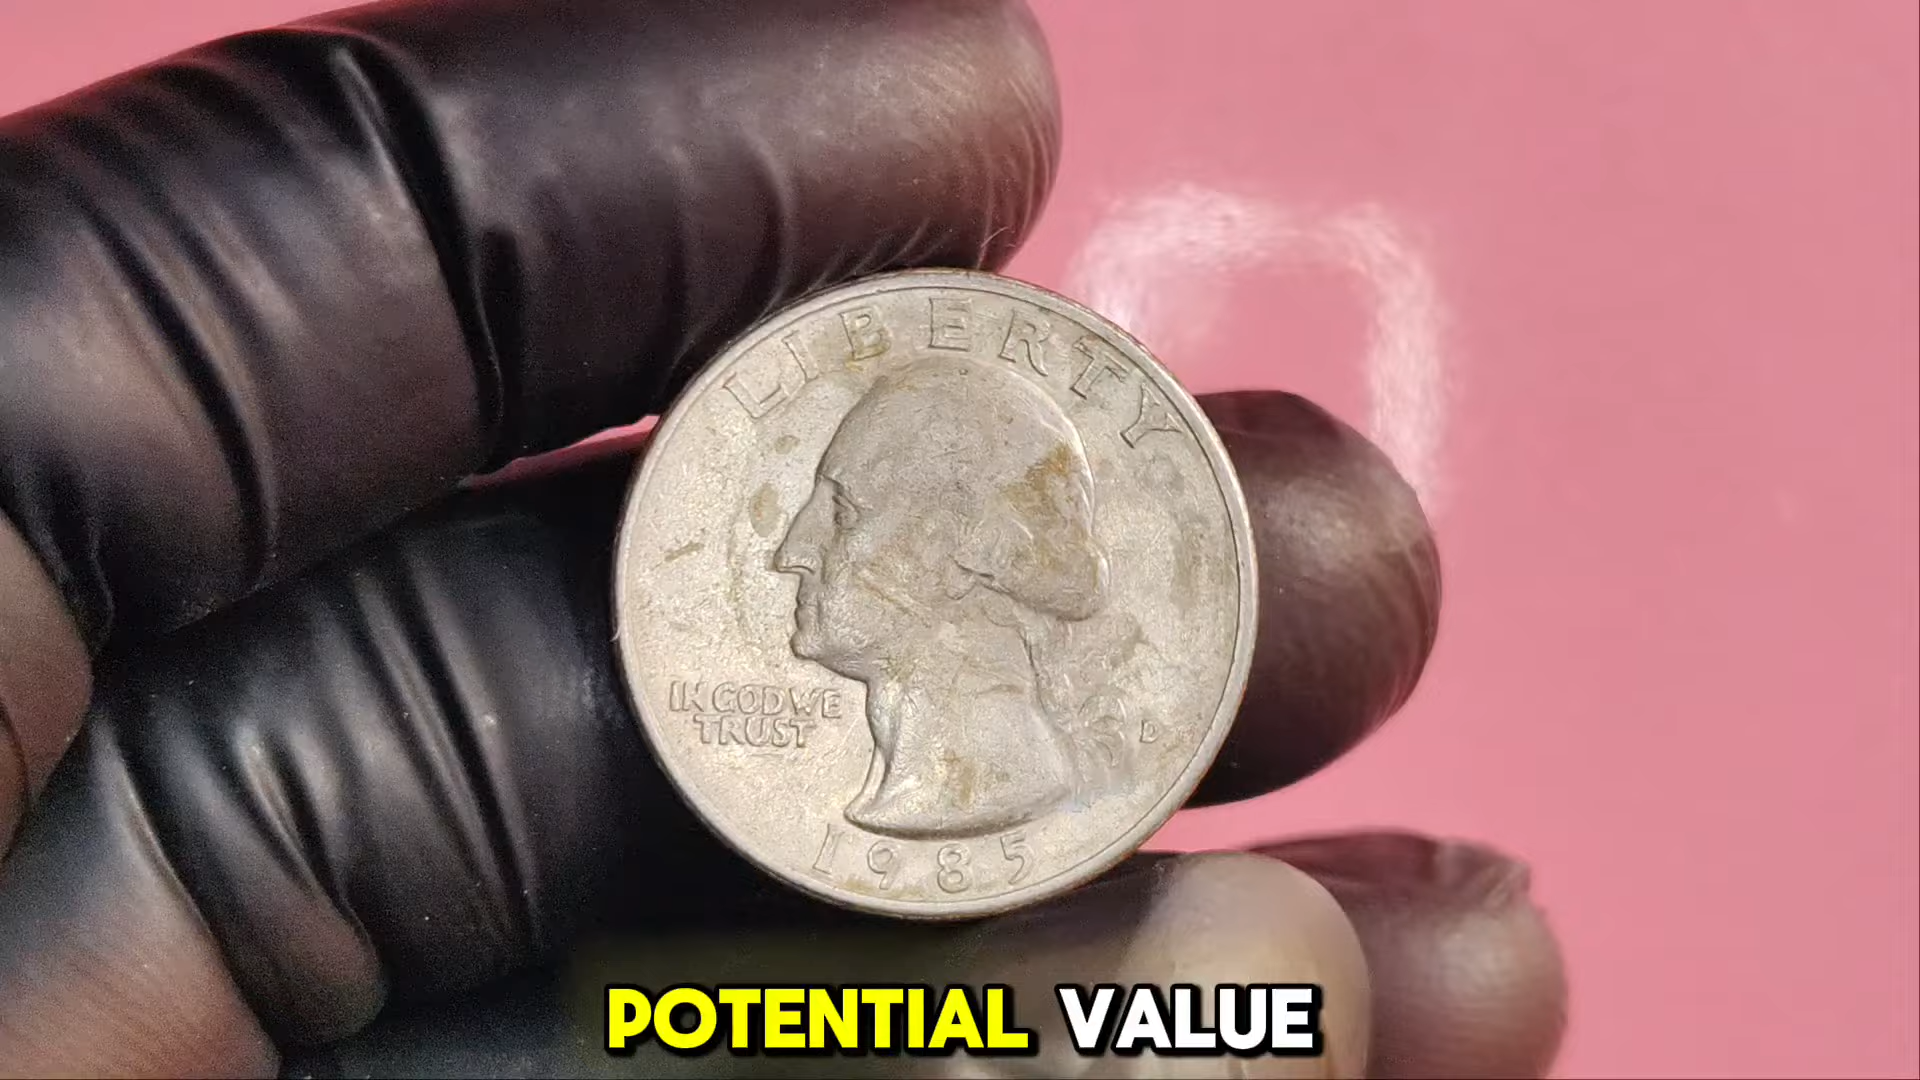 LIBERTY
IN GOD WE
TRUST
D
1985
POTENTIAL VALUE